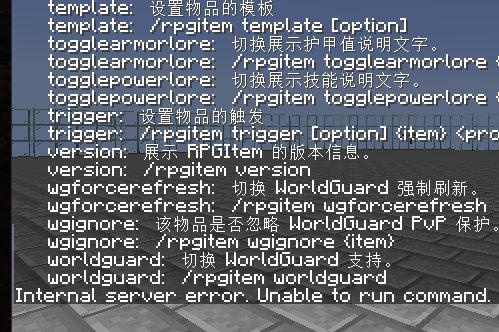 template: 设置物品的模板
template: /rpgitem template [option]
togglearmorlore: 切换展示护甲值说明文字。
togglearmorlore: /rpgitem togglearmorlore {
togglepowerlore: 切换展示技能说明文字。
togglepowerlore: /rpgitem togglepowerlore {
trigger: 设置物品的触发
trigger: /rpgitem trigger [option] {item} {pro
version: 展示 RPGItem 的版本信息。
version: /rpgitem version
wgforcerefresh: 切换 WorldGuard 强制刷新。
wgforcerefresh: /rpgitem wgforcerefresh
wgignore: 该物品是否忽略 WorldGuard PvP 保护。
wgignore: /rpgitem wgignore {item}
worldguard: 切换 WorldGuard 支持。
worldguard: /rpgitem worldguard
Internal server error. Unable to run command.